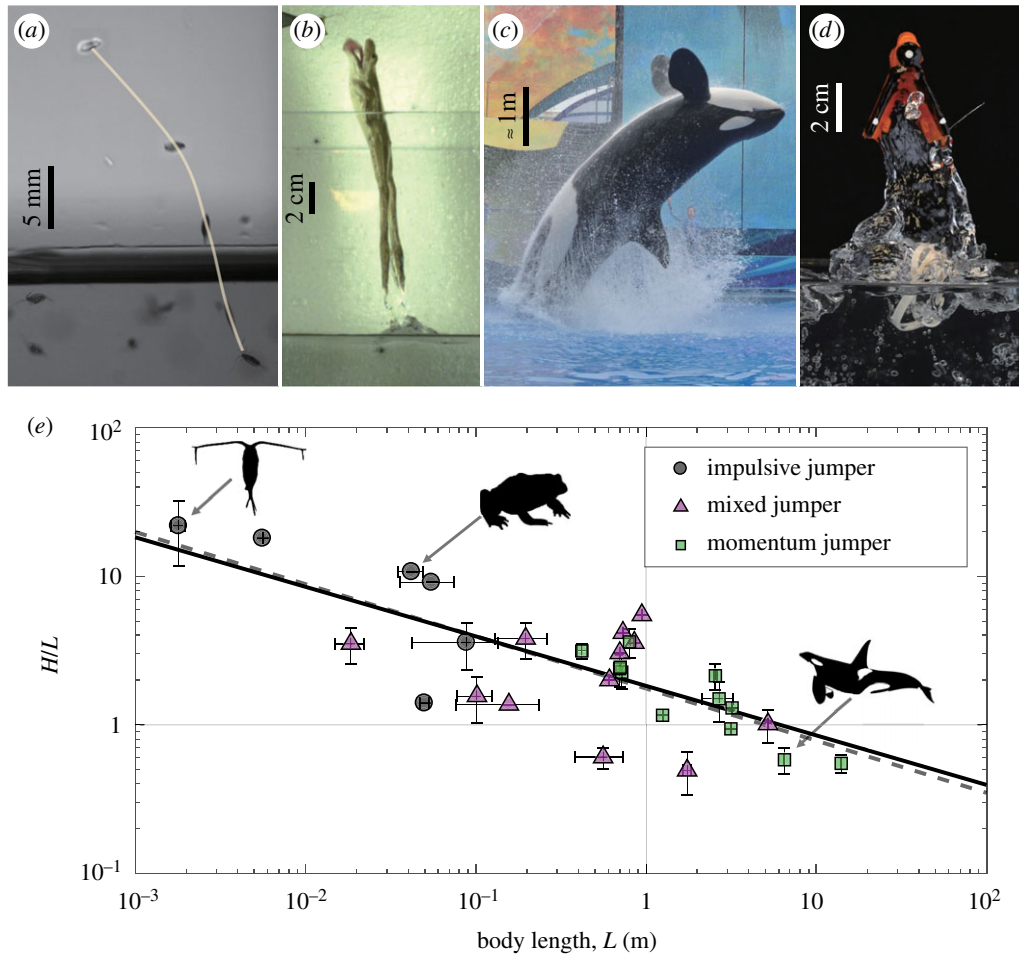 (a)
(b)
(c)
(d)
5 mm
2 cm
≈ 1m
2 cm
(e)
10²
10
1
10⁻¹
H/L
impulsive jumper
mixed jumper
momentum jumper
10⁻³
10⁻²
10⁻¹
1
10
10²
body length, L (m)